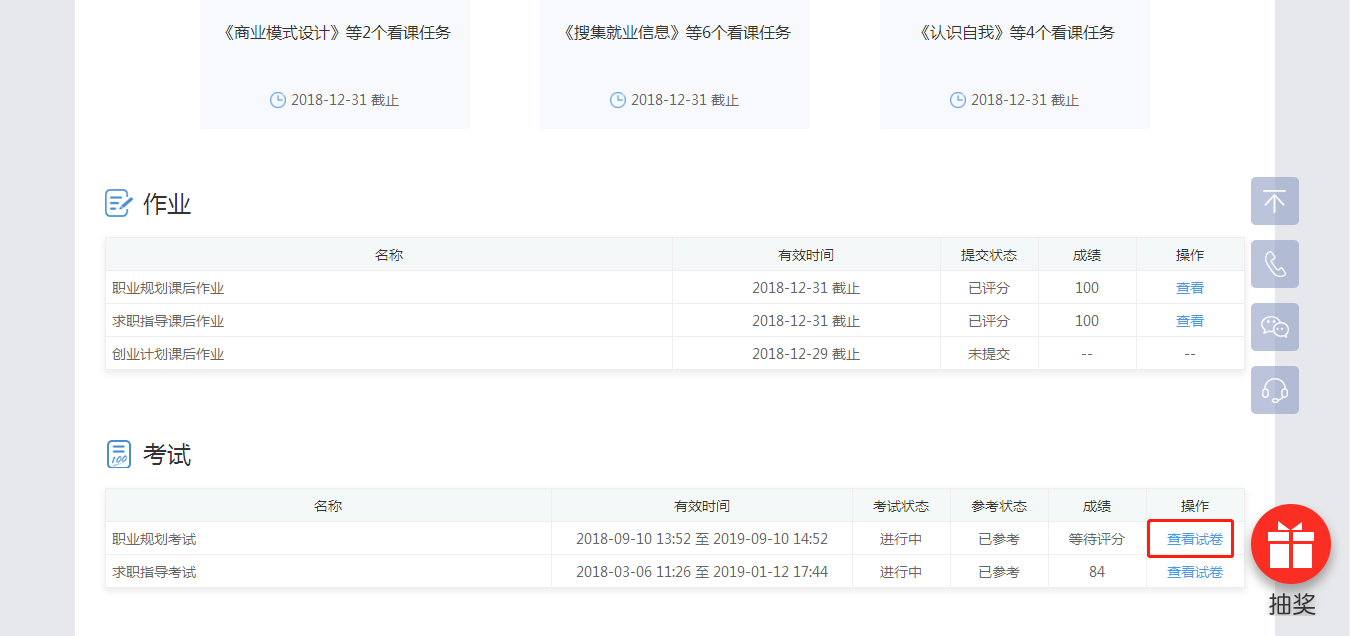 《商业模式设计》等2个看课任务 《搜集就业信息》等6个看课任务 《认识自我》等4个看课任务
2018-12-31 截止 2018-12-31 截止 2018-12-31 截止
作业
名称 有效时间 提交状态 成绩 操作
职业规划课后作业 2018-12-31 截止 已评分 100 查看
求职指导课后作业 2018-12-31 截止 已评分 100 查看
创业计划课后作业 2018-12-29 截止 未提交 -- --
100 考试
名称 有效时间 考试状态 参考状态 成绩 操作
职业规划考试 2018-09-10 13:52 至 2019-09-10 14:52 进行中 已参考 等待评分 查看试卷
求职指导考试 2018-03-06 11:26 至 2019-01-12 17:44 进行中 已参考 84 查看试卷
抽奖